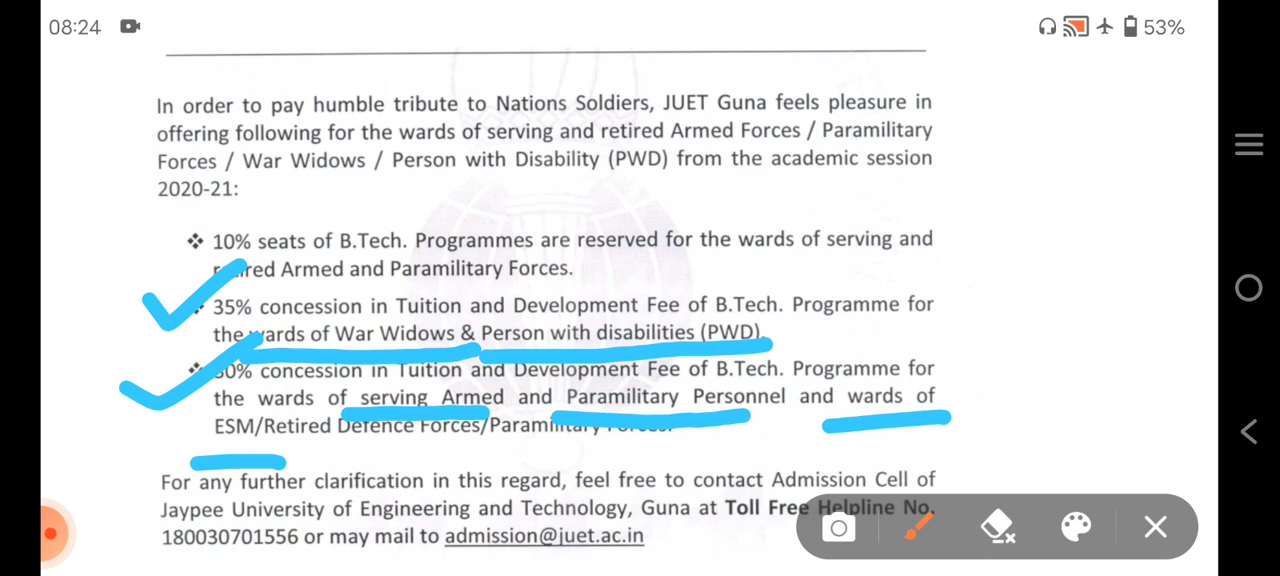 08:24
53%
In order to pay humble tribute to Nations Soldiers, JUET Guna feels pleasure in
offering following for the wards of serving and retired Armed Forces / Paramilitary
Forces / War Widows / Person with Disability (PWD) from the academic session
2020-21:
❖ 10% seats of B.Tech. Programmes are reserved for the wards of serving and
retired Armed and Paramilitary Forces.
35% concession in Tuition and Development Fee of B.Tech. Programme for
the wards of War Widows & Person with disabilities (PWD).
❖ concession in Tuition and Development Fee of B.Tech. Programme for
the wards of serving Armed and Paramilitary Personnel and wards of
ESM/Retired Defence Forces/Paramilitary Forces.
For any further clarification in this regard, feel free to contact Admission Cell of
Jaypee University of Engineering and Technology, Guna at Toll Free Helpline No.
180030701556 or may mail to admission@juet.ac.in